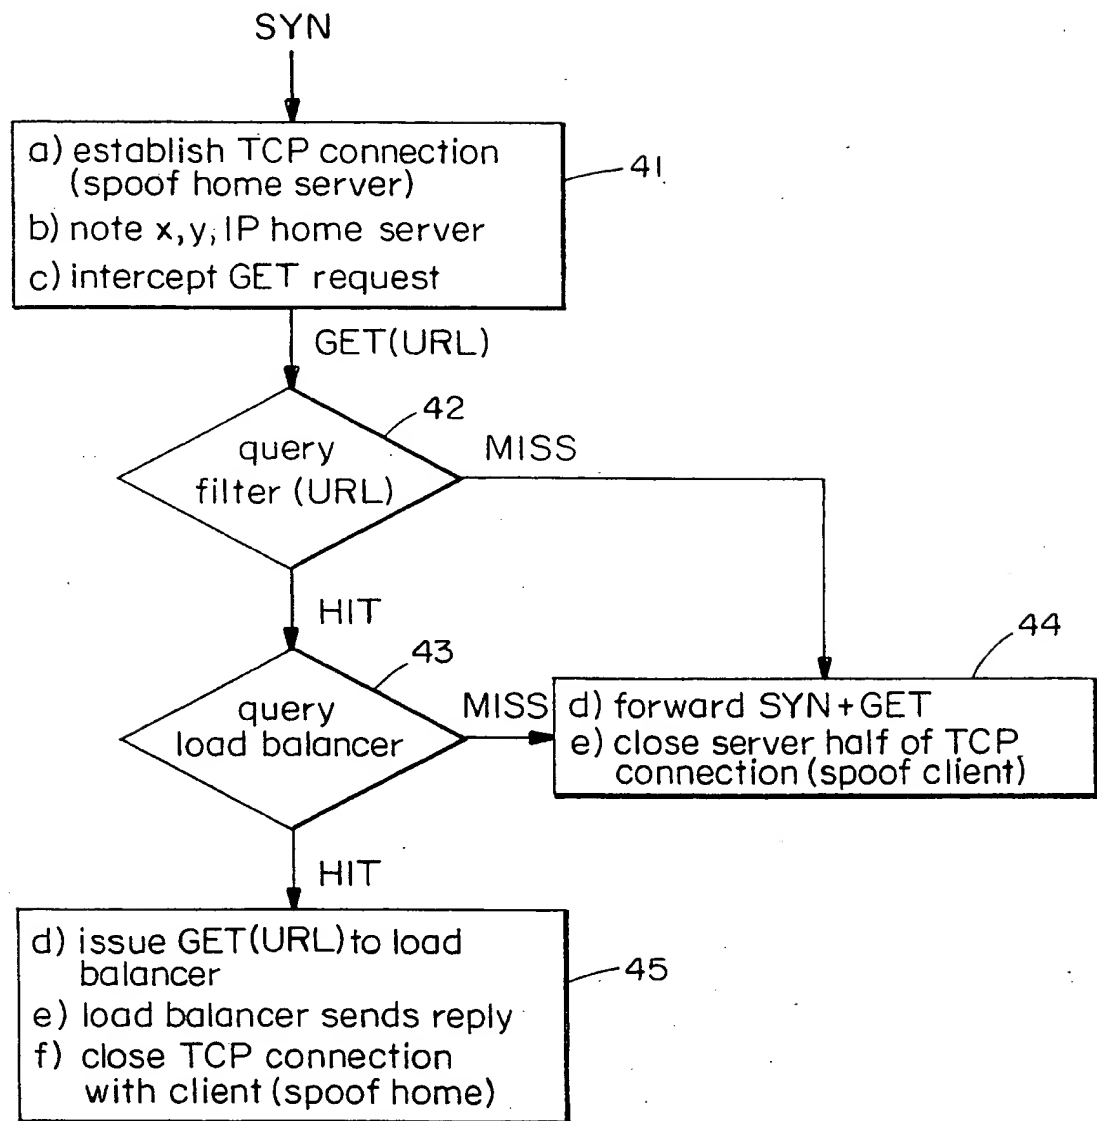 SYN
a) establish TCP connection
(spoof home server)
b) note x,y, IP home server
c) intercept GET request
41
GET(URL)
42
query
filter (URL)
MISS
HIT
43
query
load balancer
MISS
44
d) forward SYN+GET
e) close server half of TCP
connection (spoof client)
HIT
d) issue GET(URL) to load
balancer
e) load balancer sends reply
f) close TCP connection
with client (spoof home)
45